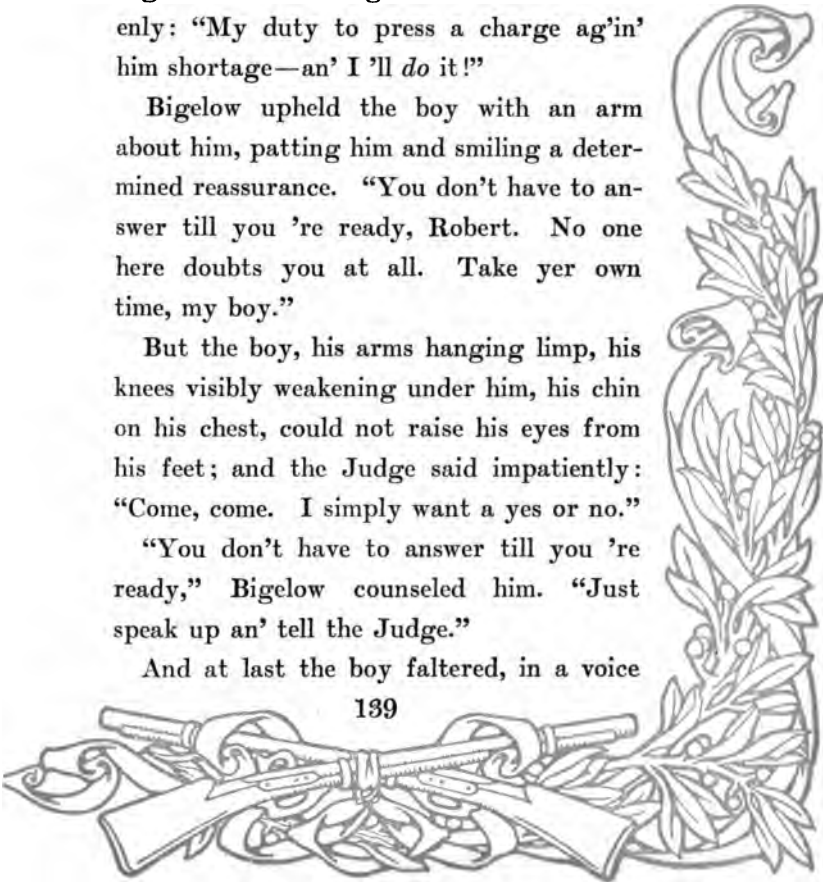 enly: “My duty to press a charge ag’in’
him shortage—an’ I ’ll do it!”
Bigelow upheld the boy with an arm
about him, patting him and smiling a deter-
mined reassurance. “You don’t have to an-
swer till you ’re ready, Robert. No one
here doubts you at all. Take yer own
time, my boy.”
But the boy, his arms hanging limp, his
knees visibly weakening under him, his chin
on his chest, could not raise his eyes from
his feet; and the Judge said impatiently:
“Come, come. I simply want a yes or no.”
“You don’t have to answer till you ’re
ready,” Bigelow counseled him. “Just
speak up an’ tell the Judge.”
And at last the boy faltered, in a voice
139